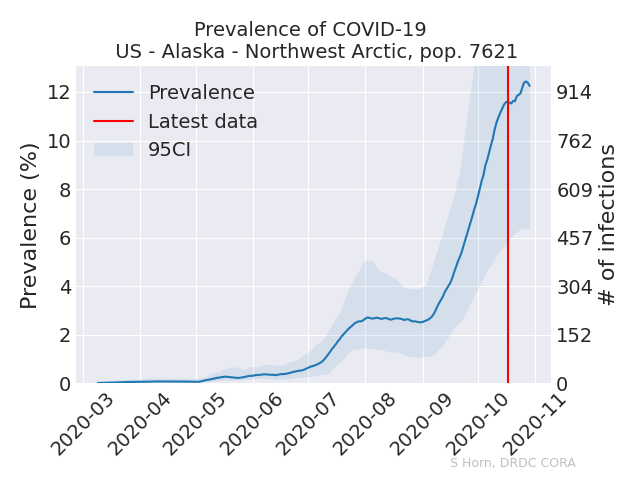 Prevalence of COVID-19
US - Alaska - Northwest Arctic, pop. 7621
Prevalence
Latest data
95CI
Prevalence (%)
12
10
8
6
4
2
0
914
762
609
457
304
152
0
# of infections
2020-03
2020-04
2020-05
2020-06
2020-07
2020-08
2020-09
2020-10
2020-11
S Horn, DRDC CORA